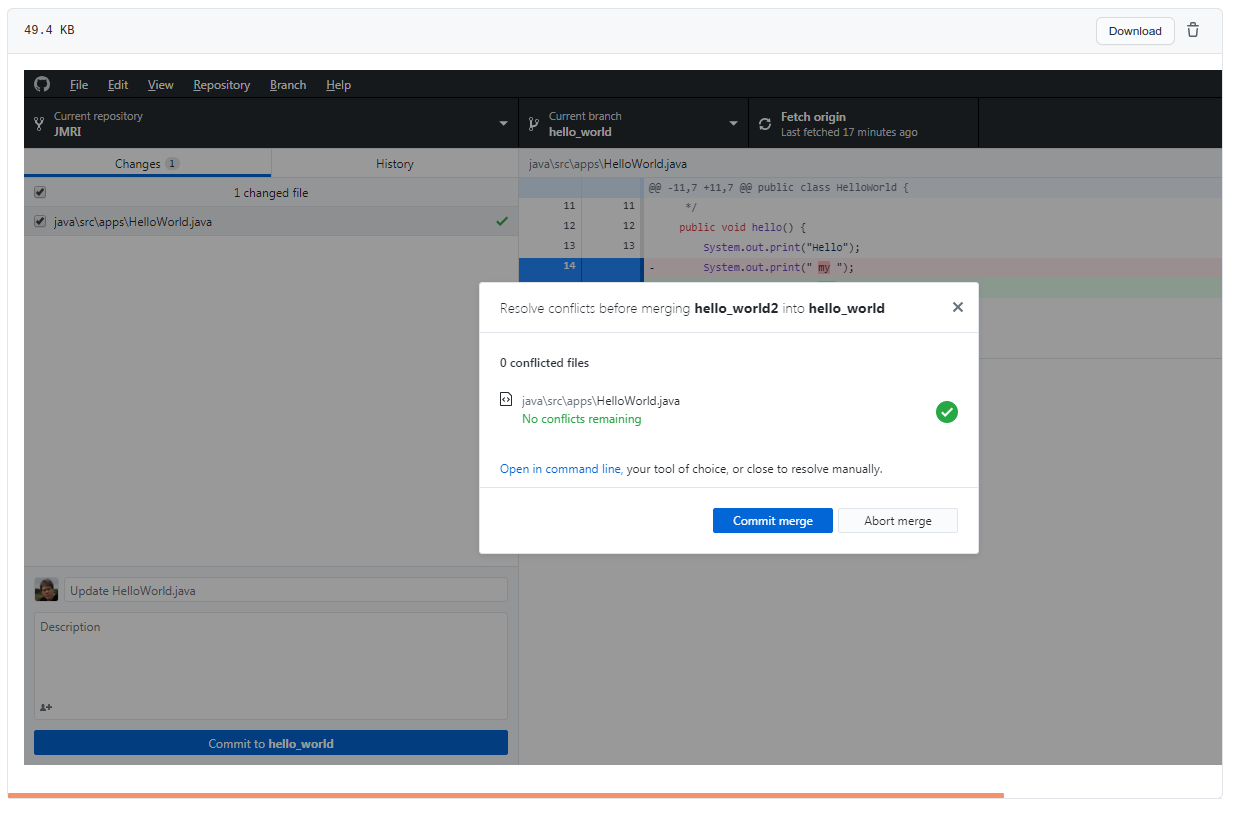 49.4 KB
Download
File Edit View Repository Branch Help
Current repository
JMRI
Current branch
hello_world
Fetch origin
Last fetched 17 minutes ago
Changes 1
History
java\src\apps\HelloWorld.java
1 changed file
java\src\apps\HelloWorld.java
@@ -11,7 +11,7 @@ public class HelloWorld {
11 11 */
12 12 public void hello() {
13 13 System.out.print("Hello");
14 - System.out.print(" my ");
Resolve conflicts before merging hello_world2 into hello_world
0 conflicted files
java\src\apps\HelloWorld.java
No conflicts remaining
Open in command line, your tool of choice, or close to resolve manually.
Commit merge
Abort merge
Update HelloWorld.java
Description
Commit to hello_world